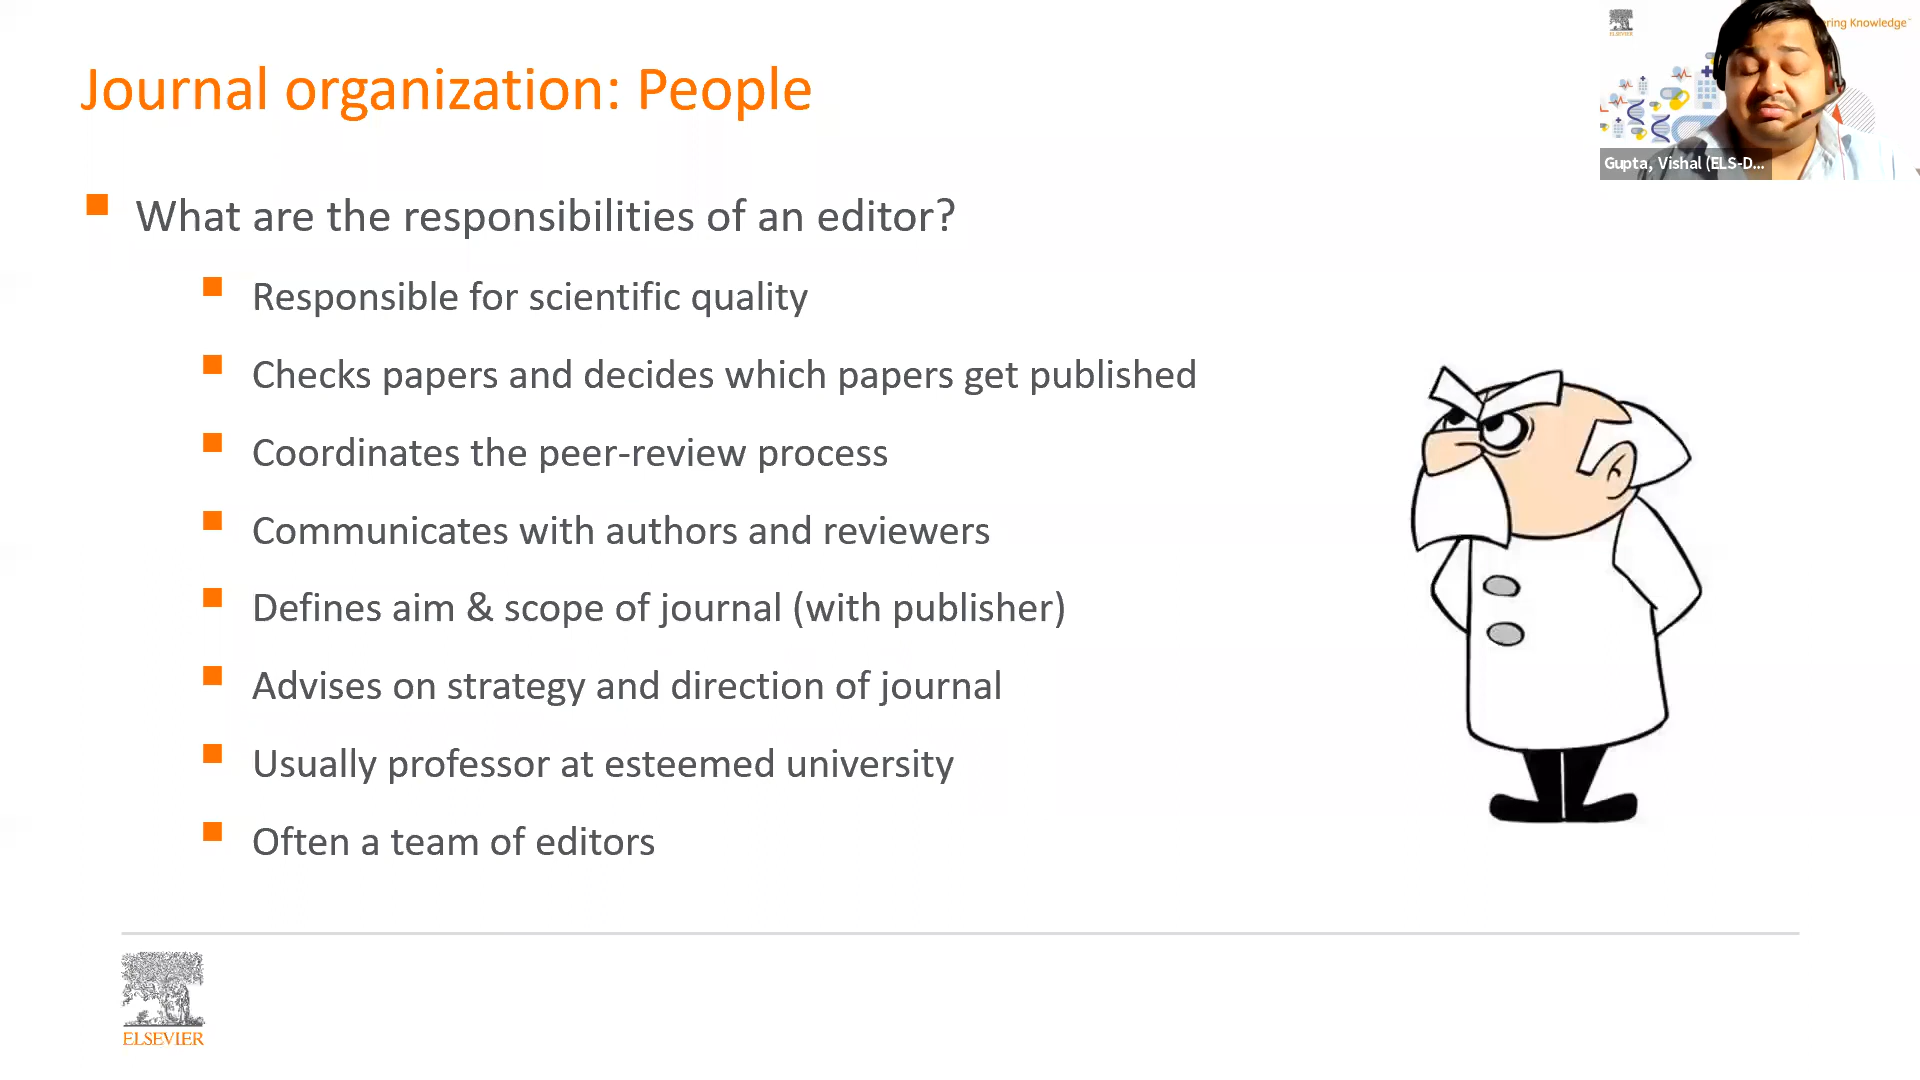 Journal organization: People
What are the responsibilities of an editor?
Responsible for scientific quality
Checks papers and decides which papers get published
Coordinates the peer-review process
Communicates with authors and reviewers
Defines aim & scope of journal (with publisher)
Advises on strategy and direction of journal
Usually professor at esteemed university
Often a team of editors
ELSEVIER
ELSEVIER
Knowledge
Gupta, Vishal (ELS-D...